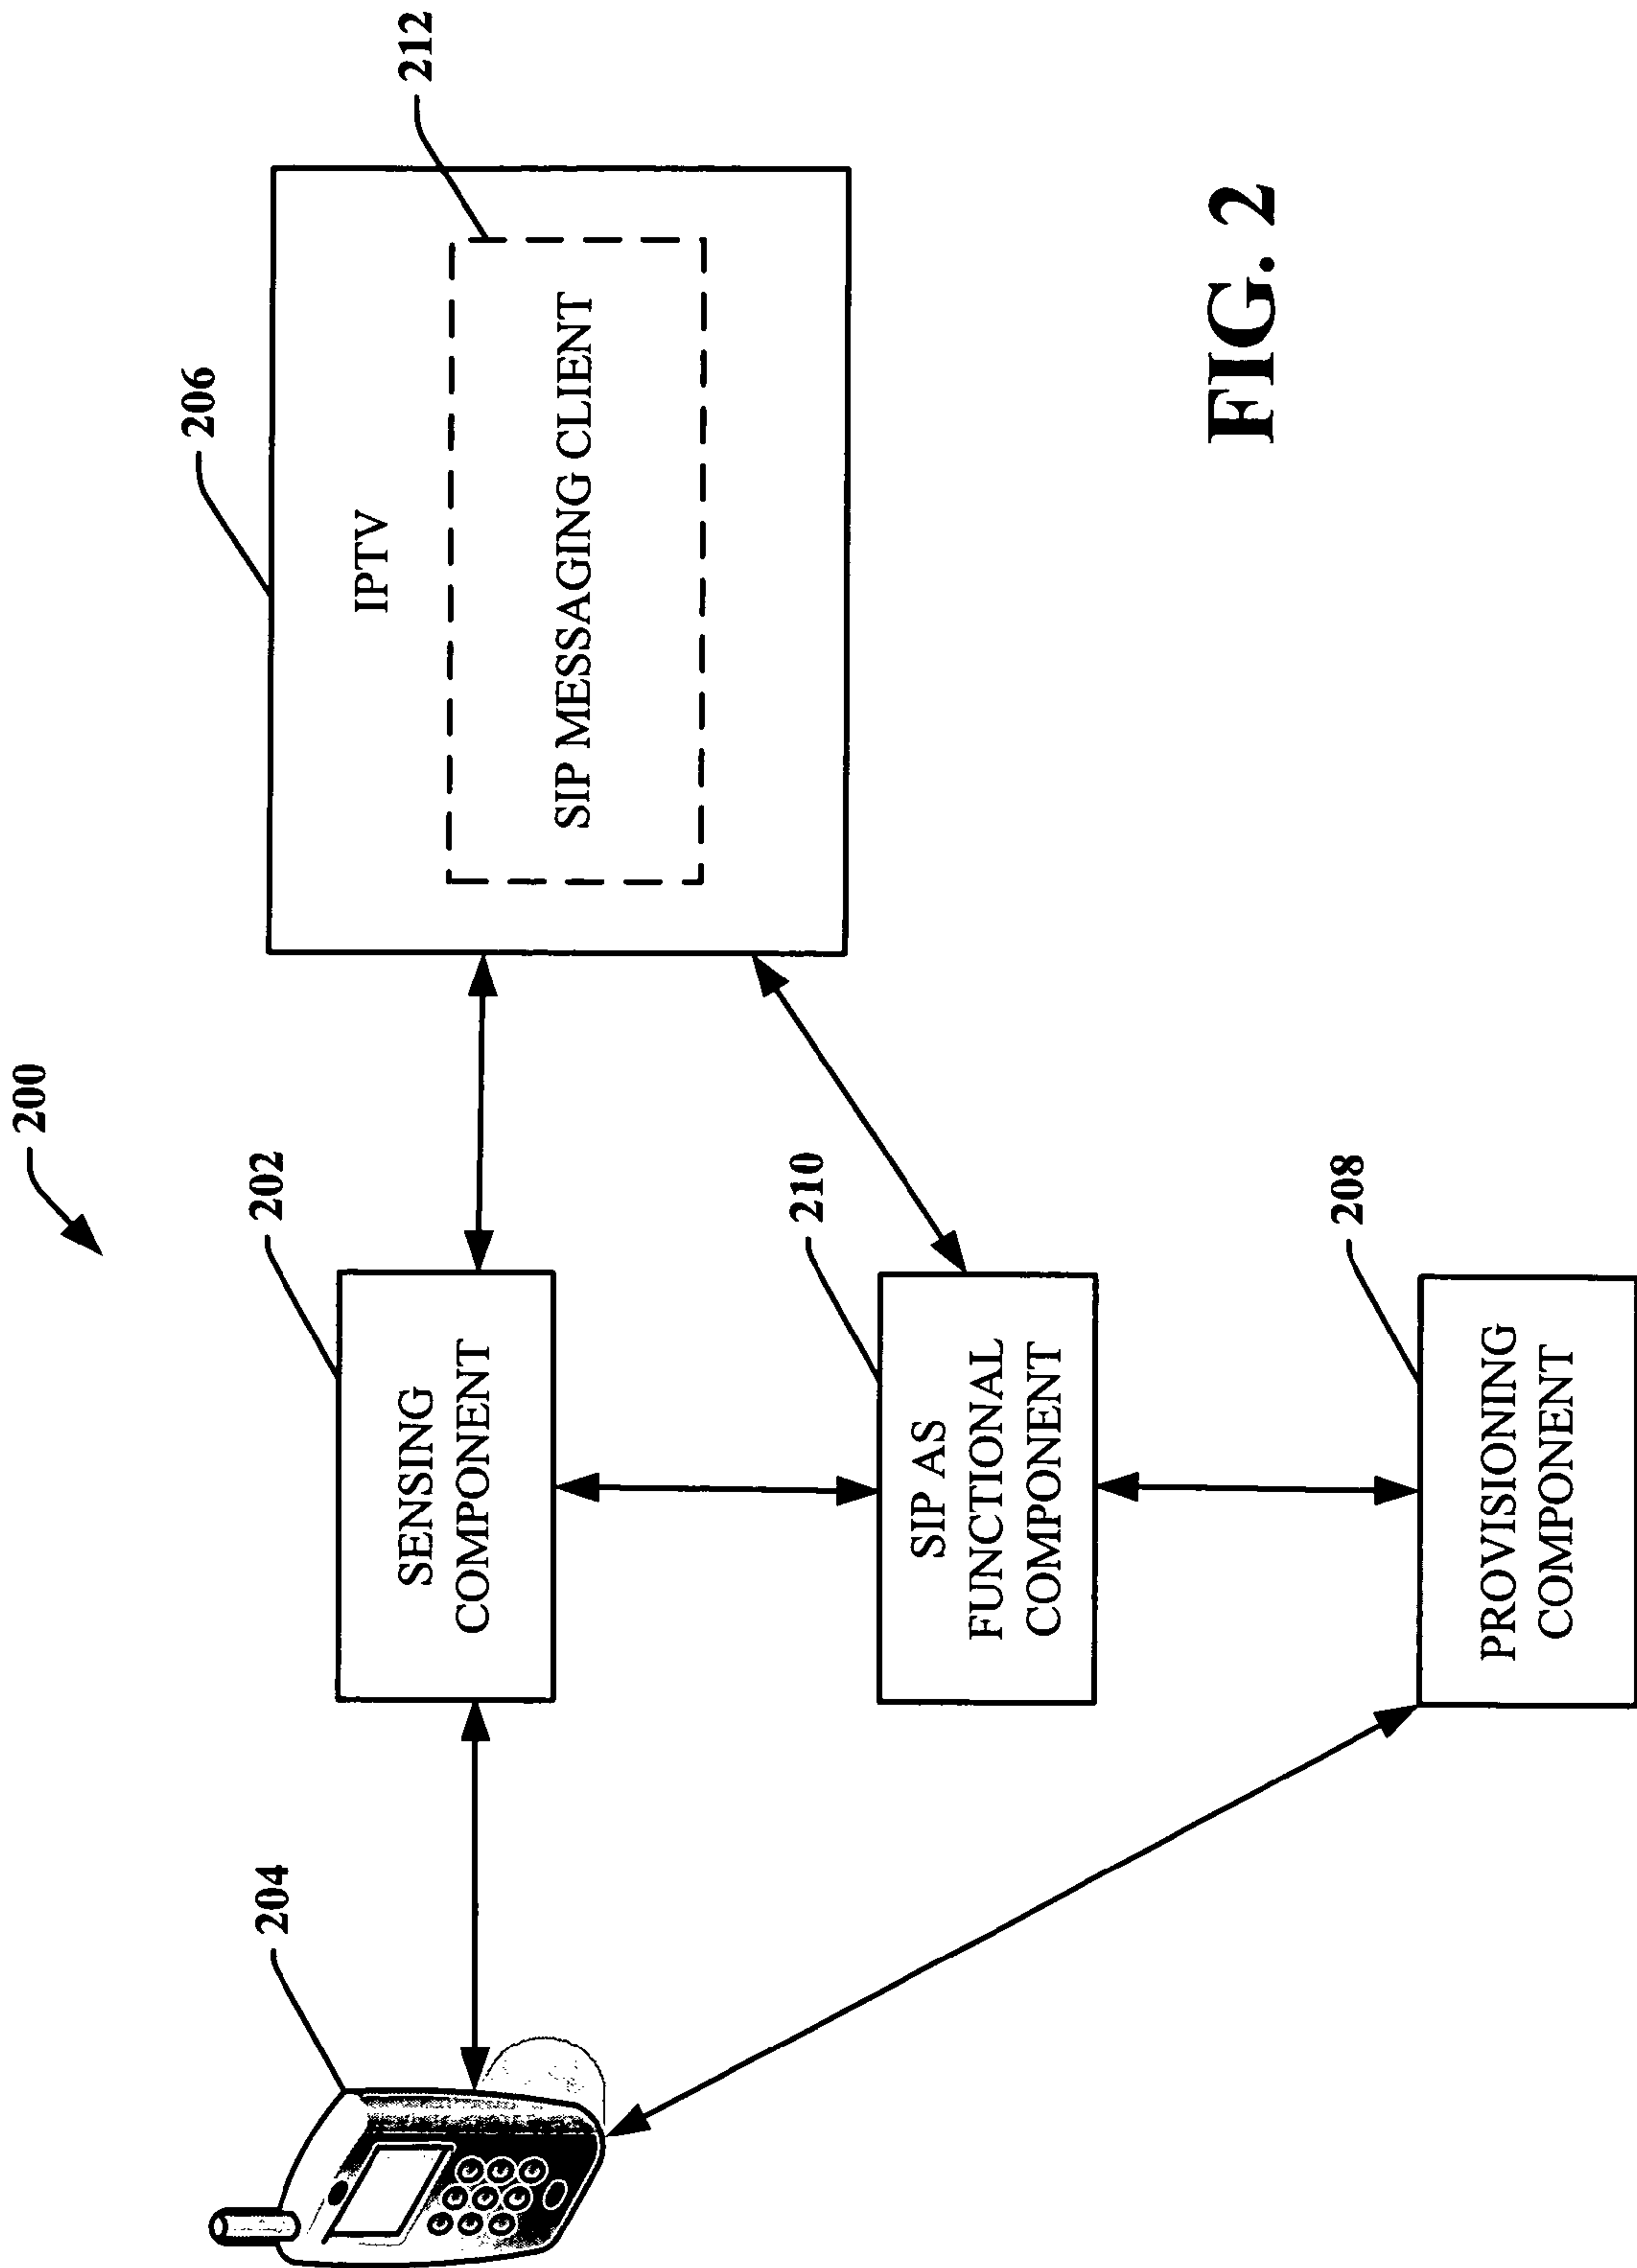 200
204
202
SENSING
COMPONENT
206
IPTV
212
SIP MESSAGING CLIENT
210
SIP AS
FUNCTIONAL
COMPONENT
208
PROVISIONING
COMPONENT
FIG. 2